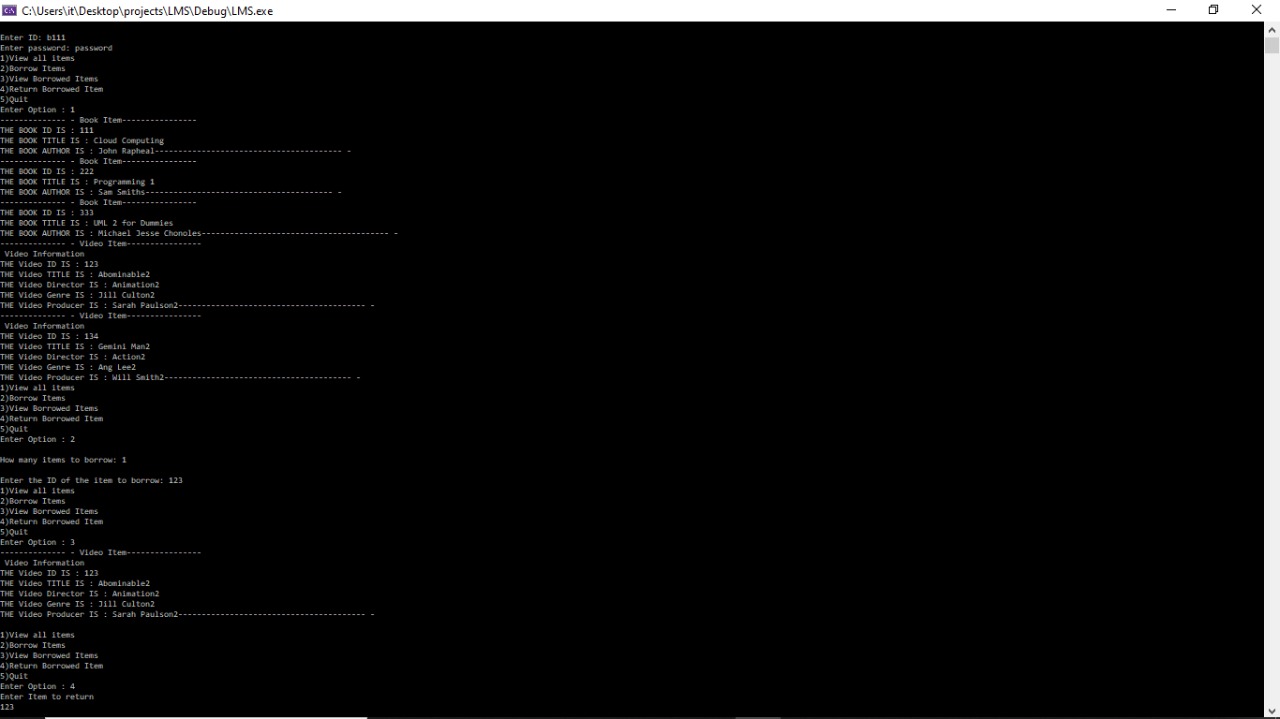 C:\Users\it\Desktop\projects\LMS\Debug\LMS.exe
Enter ID: b111
Enter password: password
1)View all items
2)Borrow Items
3)View Borrowed Items
4)Return Borrowed Item
5)Quit
Enter Option : 1
-------------- - Book Item----------------
THE BOOK ID IS : 111
THE BOOK TITLE IS : Cloud Computing
THE BOOK AUTHOR IS : John Rapheal---------------------------------------- -
-------------- - Book Item----------------
THE BOOK ID IS : 222
THE BOOK TITLE IS : Programming 1
THE BOOK AUTHOR IS : Sam Smiths---------------------------------------- -
-------------- - Book Item----------------
THE BOOK ID IS : 333
THE BOOK TITLE IS : UML 2 for Dummies
THE BOOK AUTHOR IS : Michael Jesse Chonoles---------------------------------------- -
-------------- - Video Item----------------
 Video Information
THE Video ID IS : 123
THE Video TITLE IS : Abominable2
THE Video Director IS : Animation2
THE Video Genre IS : Jill Culton2
THE Video Producer IS : Sarah Paulson2---------------------------------------- -
-------------- - Video Item----------------
 Video Information
THE Video ID IS : 134
THE Video TITLE IS : Gemini Man2
THE Video Director IS : Action2
THE Video Genre IS : Ang Lee2
THE Video Producer IS : Will Smith2---------------------------------------- -
1)View all items
2)Borrow Items
3)View Borrowed Items
4)Return Borrowed Item
5)Quit
Enter Option : 2
How many items to borrow: 1
Enter the ID of the item to borrow: 123
1)View all items
2)Borrow Items
3)View Borrowed Items
4)Return Borrowed Item
5)Quit
Enter Option : 3
-------------- - Video Item----------------
 Video Information
THE Video ID IS : 123
THE Video TITLE IS : Abominable2
THE Video Director IS : Animation2
THE Video Genre IS : Jill Culton2
THE Video Producer IS : Sarah Paulson2---------------------------------------- -
1)View all items
2)Borrow Items
3)View Borrowed Items
4)Return Borrowed Item
5)Quit
Enter Option : 4
Enter Item to return
123